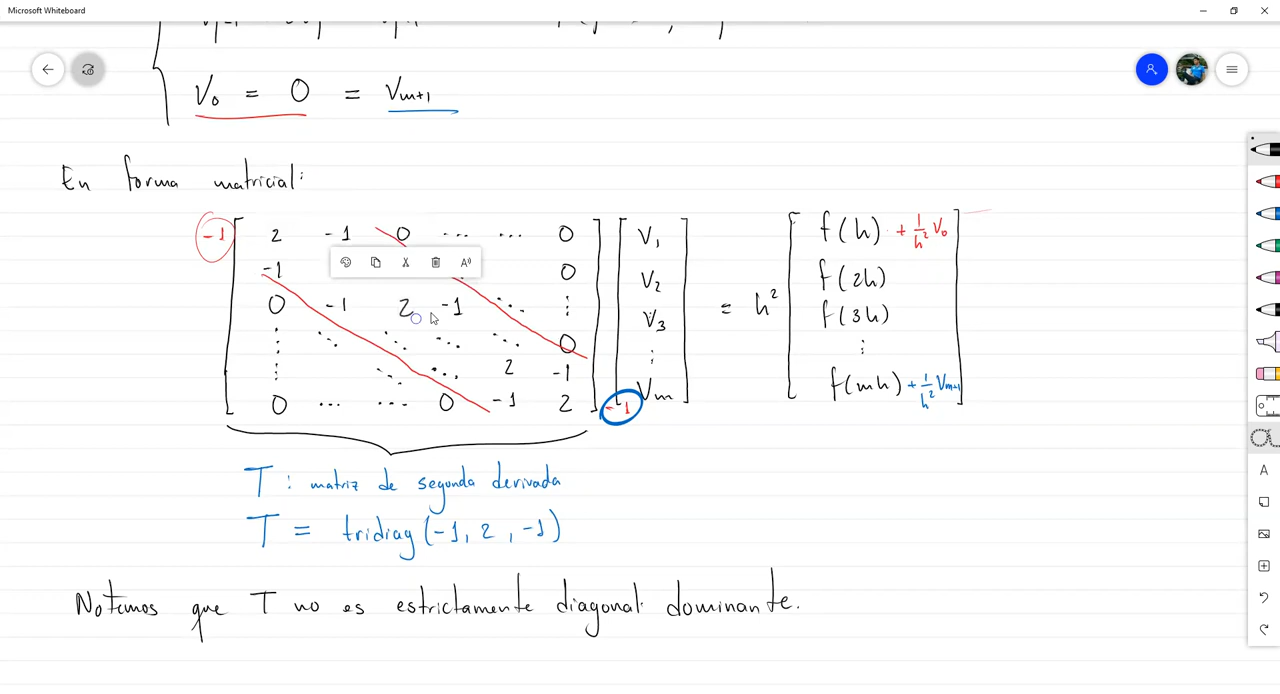 Microsoft Whiteboard
V₀ = 0 = Vₘ₊₁
En forma matricial:
-1 [ 2 -1 0 ... ... 0 ] [ V₁ ] [ f(h) + 1/h² V₀ ]
-1 0 V₂ f(2h)
0 -1 2 -1 ⋱ ⋮ V₃ = h² f(3h)
⋮ ⋱ ⋱ ⋱ ⋱ 0 ⋮ ⋮
⋮ ⋱ ⋱ 2 -1
0 ... ... 0 -1 2 -1 Vₘ f(mh) + 1/h² Vₘ₊₁
T : matriz de segunda derivada
T = tridiag(-1, 2, -1)
Notemos que T no es estrictamente diagonal dominante.